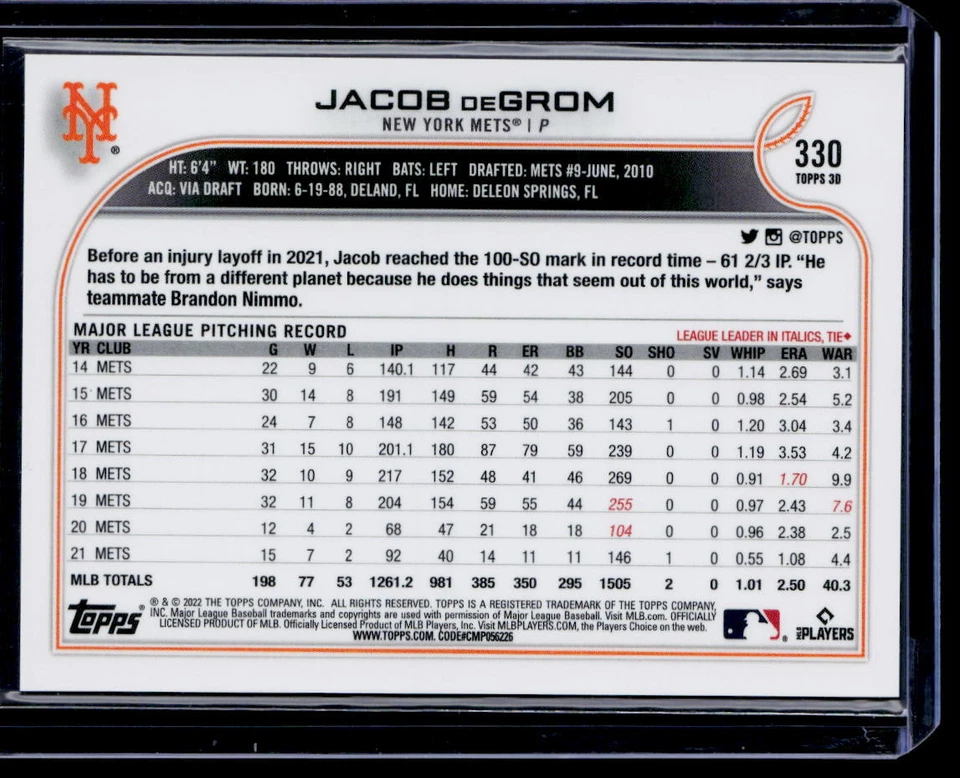 NY ®
JACOB DEGROM
NEW YORK METS® | P
330
TOPPS 3D
HT: 6'4" WT: 180 THROWS: RIGHT BATS: LEFT DRAFTED: METS #9-JUNE, 2010
ACQ: VIA DRAFT BORN: 6-19-88, DELAND, FL HOME: DELEON SPRINGS, FL
@TOPPS
Before an injury layoff in 2021, Jacob reached the 100-SO mark in record time – 61 2/3 IP. “He
has to be from a different planet because he does things that seem out of this world,” says
teammate Brandon Nimmo.
MAJOR LEAGUE PITCHING RECORD LEAGUE LEADER IN ITALICS, TIE◆
YR CLUB G W L IP H R ER BB SO SHO SV WHIP ERA WAR
14 METS 22 9 6 140.1 117 44 42 43 144 0 0 1.14 2.69 3.1
15 METS 30 14 8 191 149 59 54 38 205 0 0 0.98 2.54 5.2
16 METS 24 7 8 148 142 53 50 36 143 1 0 1.20 3.04 3.4
17 METS 31 15 10 201.1 180 87 79 59 239 0 0 1.19 3.53 4.2
18 METS 32 10 9 217 152 48 41 46 269 0 0 0.91 1.70 9.9
19 METS 32 11 8 204 154 59 55 44 255 0 0 0.97 2.43 7.6
20 METS 12 4 2 68 47 21 18 18 104 0 0 0.96 2.38 2.5
21 METS 15 7 2 92 40 14 11 11 146 1 0 0.55 1.08 4.4
MLB TOTALS 198 77 53 1261.2 981 385 350 295 1505 2 0 1.01 2.50 40.3
Topps®
® & © 2022 THE TOPPS COMPANY, INC. ALL RIGHTS RESERVED. TOPPS IS A REGISTERED TRADEMARK OF THE TOPPS COMPANY,
INC. Major League Baseball trademarks and copyrights are used with permission of Major League Baseball. Visit MLB.com. OFFICIALLY
LICENSED PRODUCT OF MLB. Officially Licensed Product of MLB Players, Inc. Visit MLBPLAYERS.COM, the Players Choice on the web.
WWW.TOPPS.COM. CODE#CMP056226
®
MLB PLAYERS